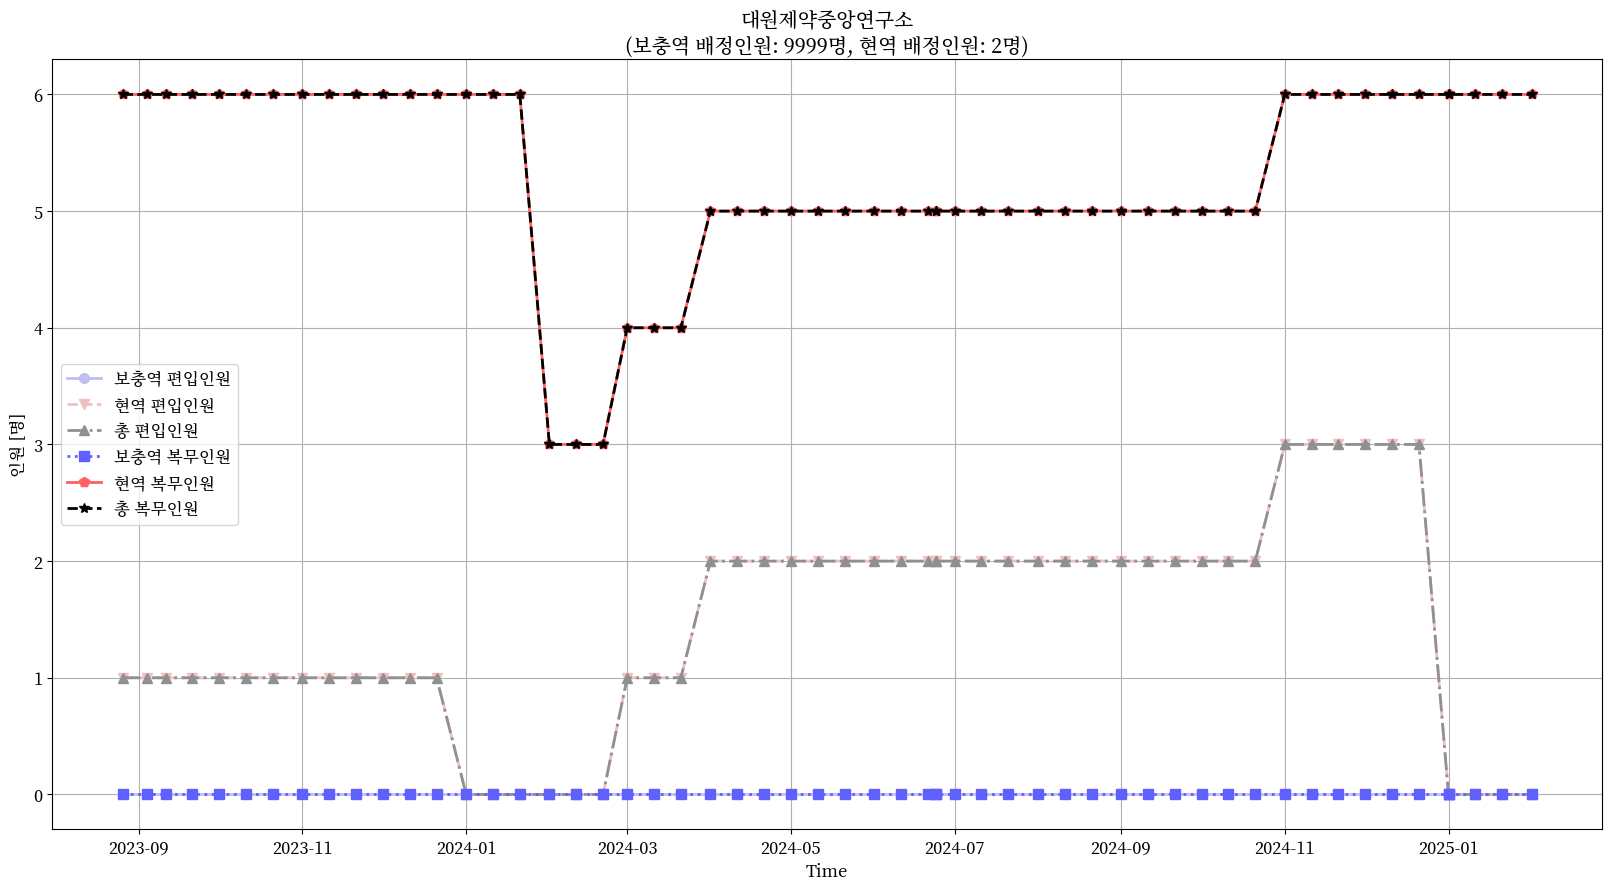 대원제약중앙연구소
(보충역 배정인원: 9999명, 현역 배정인원: 2명)
인원 [명]
6
5
4
3
2
1
0
보충역 편입인원
현역 편입인원
총 편입인원
보충역 복무인원
현역 복무인원
총 복무인원
2023-09
2023-11
2024-01
2024-03
2024-05
2024-07
2024-09
2024-11
2025-01
Time